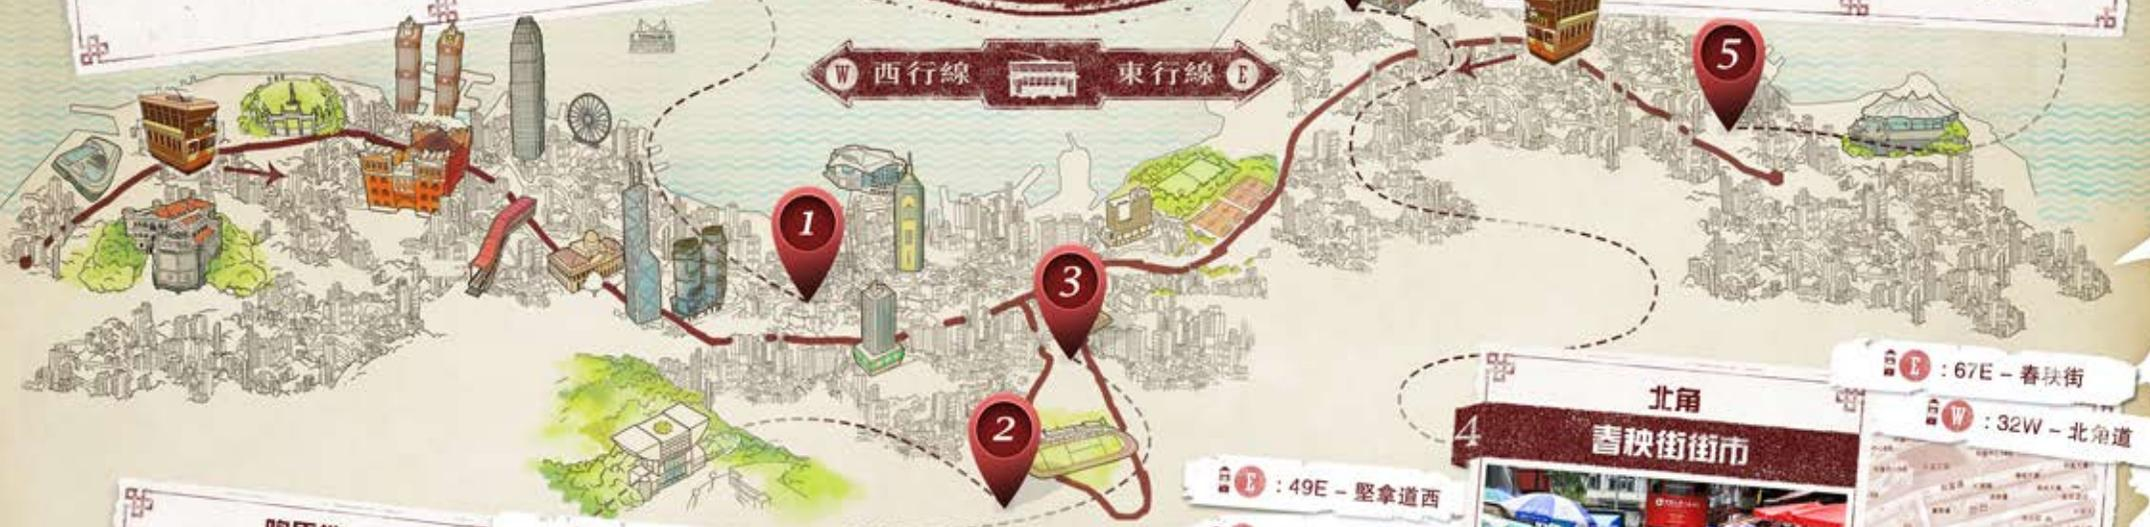 W 西行線 東行線 E
5
1
3
2
E : 67E – 春秧街
北角
W : 32W – 北角道
4 春秧街街市
E : 49E – 堅拿道西